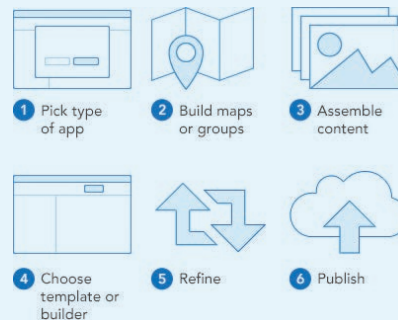 1 Pick type
of app
2 Build maps
or groups
3 Assemble
content
4 Choose
template or
builder
5 Refine
6 Publish